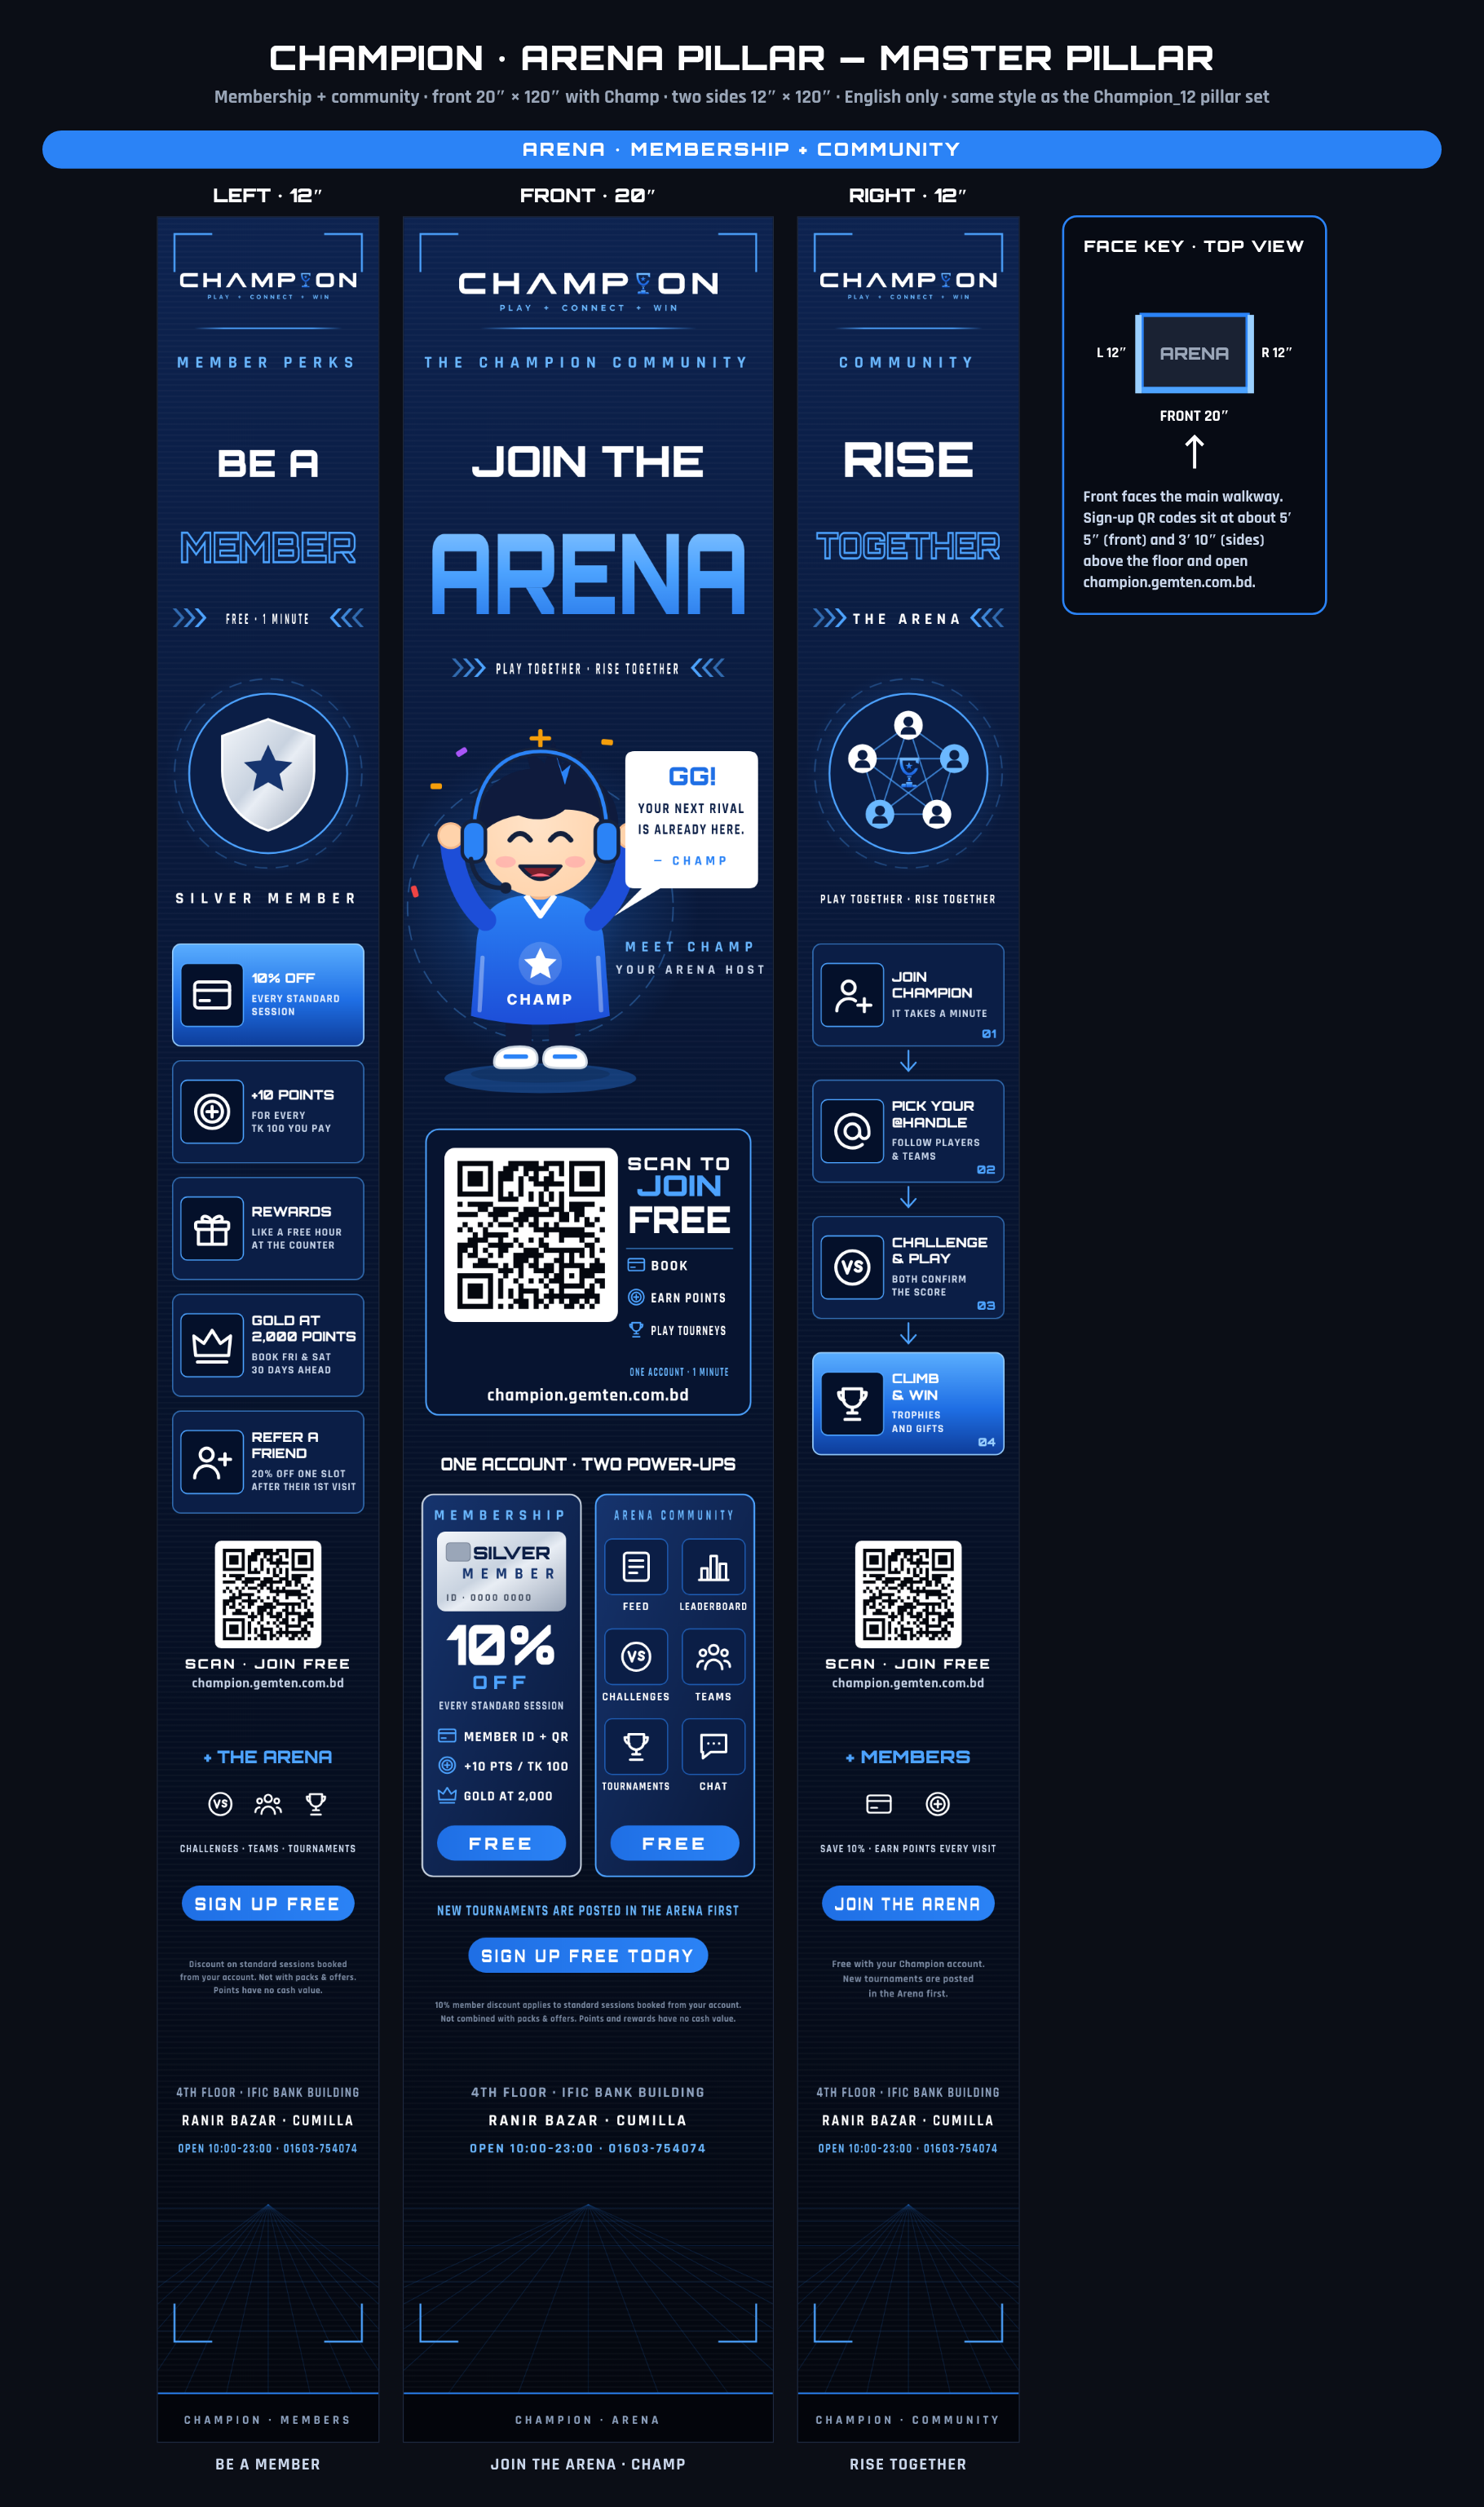 CHAMPION · ARENA PILLAR — MASTER PILLAR
Membership + community · front 20″ × 120″ with Champ · two sides 12″ × 120″ · English only · same style as the Champion_12 pillar set
ARENA · MEMBERSHIP + COMMUNITY
LEFT · 12″
CHAMPION
PLAY + CONNECT + WIN
MEMBER PERKS
BE A
MEMBER
FREE · 1 MINUTE
SILVER MEMBER
10% OFF
EVERY STANDARD
SESSION
+10 POINTS
FOR EVERY
TK 100 YOU PAY
REWARDS
LIKE A FREE HOUR
AT THE COUNTER
GOLD AT
2,000 POINTS
BOOK FRI & SAT
30 DAYS AHEAD
REFER A
FRIEND
20% OFF ONE SLOT
AFTER THEIR 1ST VISIT
SCAN · JOIN FREE
champion.gemten.com.bd
+ THE ARENA
VS
CHALLENGES · TEAMS · TOURNAMENTS
SIGN UP FREE
Discount on standard sessions booked
from your account. Not with packs & offers.
Points have no cash value.
4TH FLOOR · IFIC BANK BUILDING
RANIR BAZAR · CUMILLA
OPEN 10:00–23:00 · 01603-754074
CHAMPION · MEMBERS
BE A MEMBER
FRONT · 20″
CHAMPION
PLAY + CONNECT + WIN
THE CHAMPION COMMUNITY
JOIN THE
ARENA
PLAY TOGETHER · RISE TOGETHER
GG!
YOUR NEXT RIVAL
IS ALREADY HERE.
— CHAMP
MEET CHAMP
YOUR ARENA HOST
CHAMP
SCAN TO
JOIN
FREE
BOOK
EARN POINTS
PLAY TOURNEYS
ONE ACCOUNT · 1 MINUTE
champion.gemten.com.bd
ONE ACCOUNT · TWO POWER-UPS
MEMBERSHIP
SILVER
MEMBER
ID · 0000 0000
10%
OFF
EVERY STANDARD SESSION
MEMBER ID + QR
+10 PTS / TK 100
GOLD AT 2,000
FREE
ARENA COMMUNITY
FEED
LEADERBOARD
VS
CHALLENGES
TEAMS
TOURNAMENTS
CHAT
FREE
NEW TOURNAMENTS ARE POSTED IN THE ARENA FIRST
SIGN UP FREE TODAY
10% member discount applies to standard sessions booked from your account.
Not combined with packs & offers. Points and rewards have no cash value.
4TH FLOOR · IFIC BANK BUILDING
RANIR BAZAR · CUMILLA
OPEN 10:00–23:00 · 01603-754074
CHAMPION · ARENA
JOIN THE ARENA · CHAMP
RIGHT · 12″
CHAMPION
PLAY + CONNECT + WIN
COMMUNITY
RISE
TOGETHER
THE ARENA
PLAY TOGETHER · RISE TOGETHER
JOIN
CHAMPION
IT TAKES A MINUTE
01
PICK YOUR
@HANDLE
FOLLOW PLAYERS
& TEAMS
02
VS
CHALLENGE
& PLAY
BOTH CONFIRM
THE SCORE
03
CLIMB
& WIN
TROPHIES
AND GIFTS
04
SCAN · JOIN FREE
champion.gemten.com.bd
+ MEMBERS
SAVE 10% · EARN POINTS EVERY VISIT
JOIN THE ARENA
Free with your Champion account.
New tournaments are posted
in the Arena first.
4TH FLOOR · IFIC BANK BUILDING
RANIR BAZAR · CUMILLA
OPEN 10:00–23:00 · 01603-754074
CHAMPION · COMMUNITY
RISE TOGETHER
FACE KEY · TOP VIEW
L 12″
ARENA
R 12″
FRONT 20″
Front faces the main walkway.
Sign-up QR codes sit at about 5′
5″ (front) and 3′ 10″ (sides)
above the floor and open
champion.gemten.com.bd.